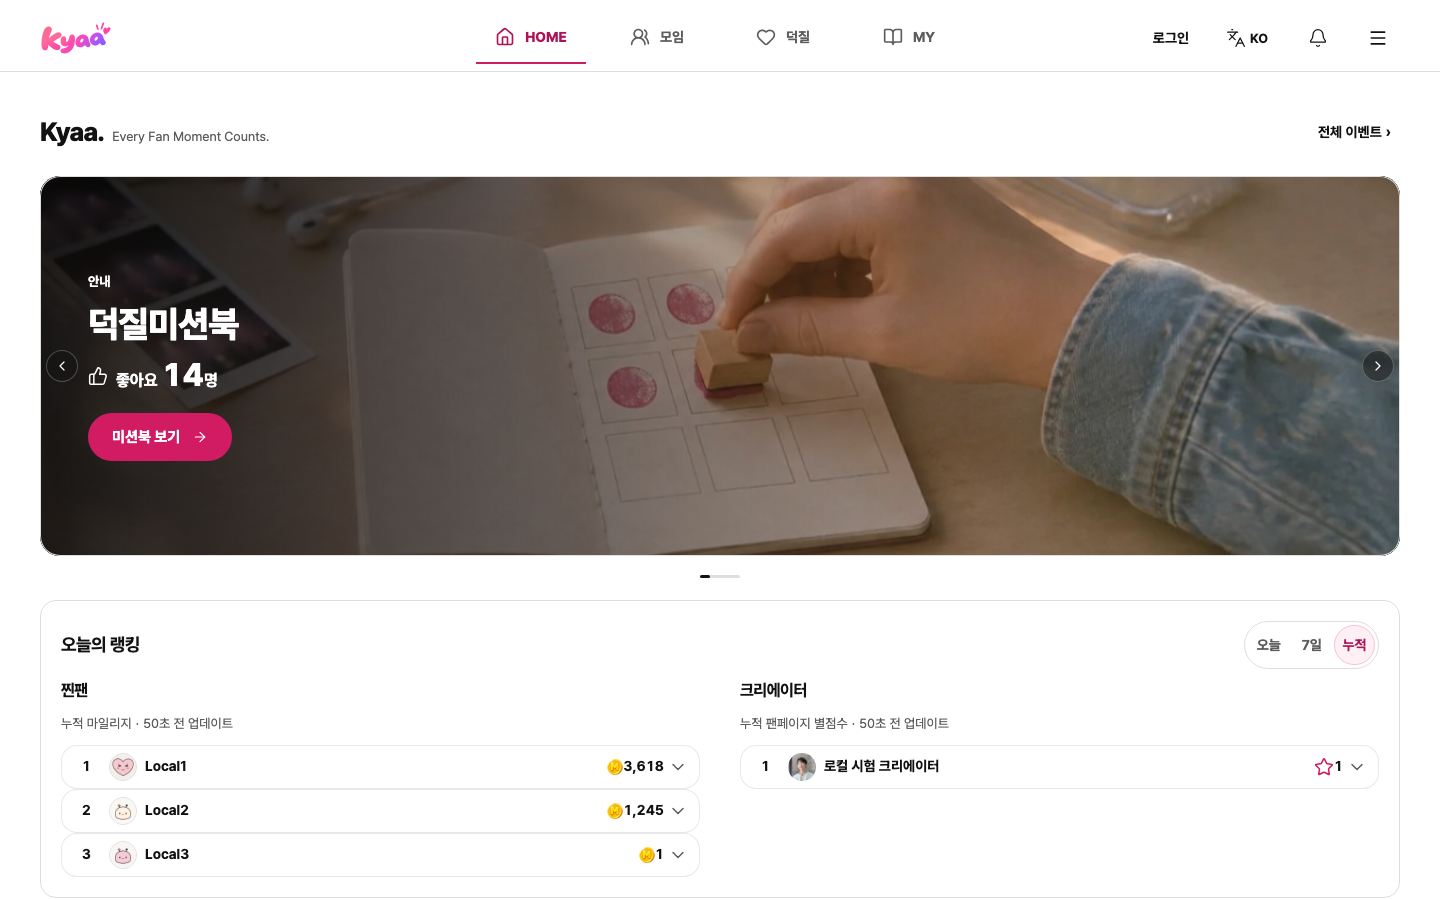 kyaa
HOME
모임
덕질
MY
로그인
KO
Kyaa. Every Fan Moment Counts.
전체 이벤트 ›
안내
덕질미션북
좋아요 14명
미션북 보기 →
오늘의 랭킹
오늘 7일 누적
찐팬
누적 마일리지 · 50초 전 업데이트
1 Local1 3,618
2 Local2 1,245
3 Local3 1
크리에이터
누적 팬페이지 별점수 · 50초 전 업데이트
1 로컬 시험 크리에이터 1